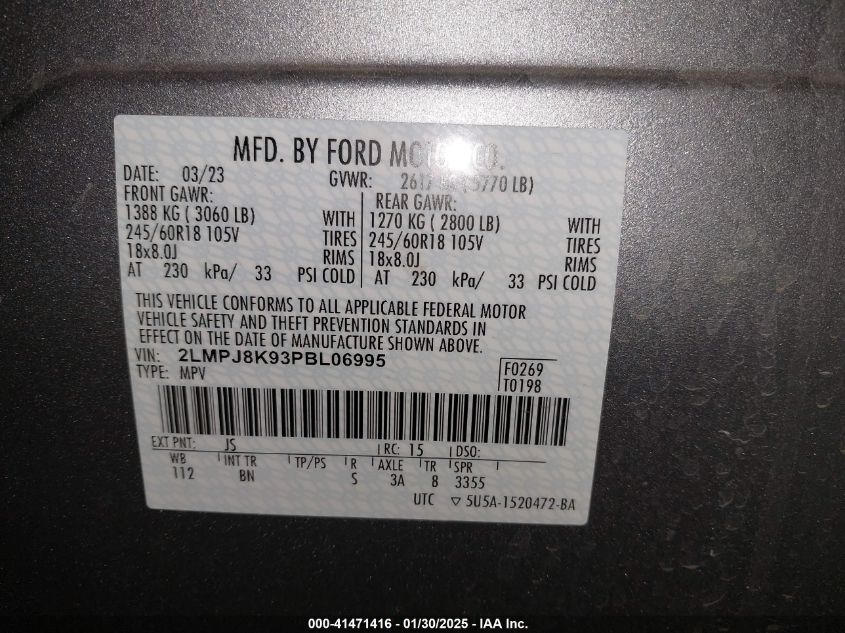 MFD. BY FORD MOTOR CO.
DATE: 03/23 GVWR: 2617 KG ( 5770 LB)
FRONT GAWR: REAR GAWR:
1388 KG ( 3060 LB) WITH 1270 KG ( 2800 LB) WITH
245/60R18 105V TIRES 245/60R18 105V TIRES
18x8.0J RIMS 18x8.0J RIMS
AT 230 kPa/ 33 PSI COLD AT 230 kPa/ 33 PSI COLD
THIS VEHICLE CONFORMS TO ALL APPLICABLE FEDERAL MOTOR
VEHICLE SAFETY AND THEFT PREVENTION STANDARDS IN
EFFECT ON THE DATE OF MANUFACTURE SHOWN ABOVE.
VIN: 2LMPJ8K93PBL06995
TYPE: MPV
F0269
T0198
EXT PNT: JS RC: 15 DSO:
WB INT TR TP/PS R AXLE TR SPR
112 BN S 3A 8 3355
UTC ▽ 5U5A-1520472-BA
000-41471416 - 01/30/2025 - IAA Inc.